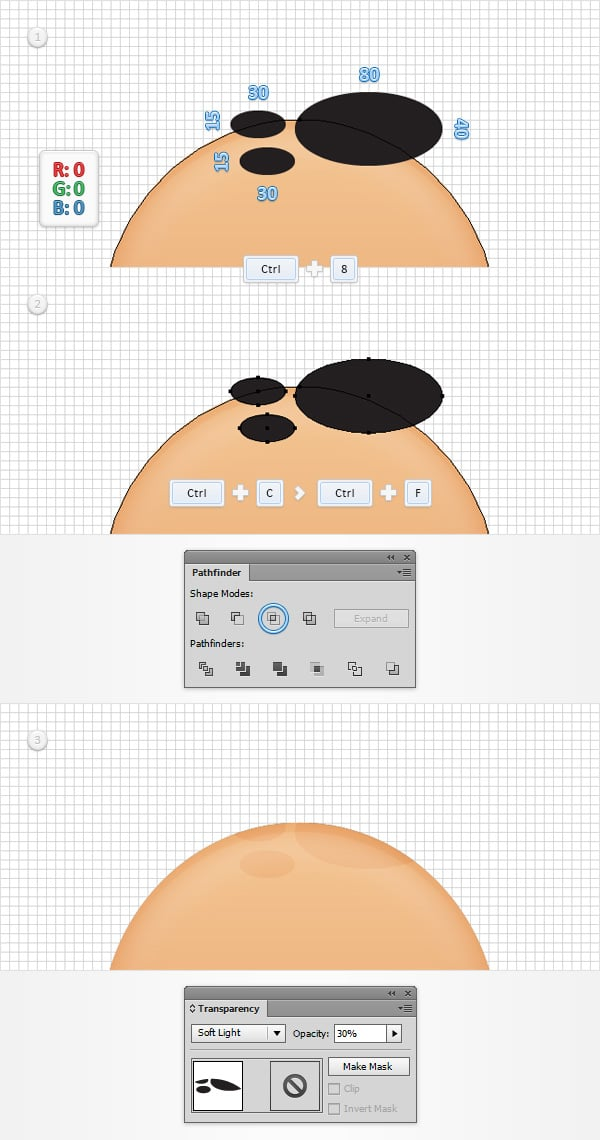 1
80
30
15
40
15
30
R: 0
G: 0
B: 0
Ctrl + 8
2
Ctrl + C > Ctrl + F
Pathfinder
Shape Modes:
Expand
Pathfinders:
3
Transparency
Soft Light Opacity: 30%
Make Mask
Clip
Invert Mask